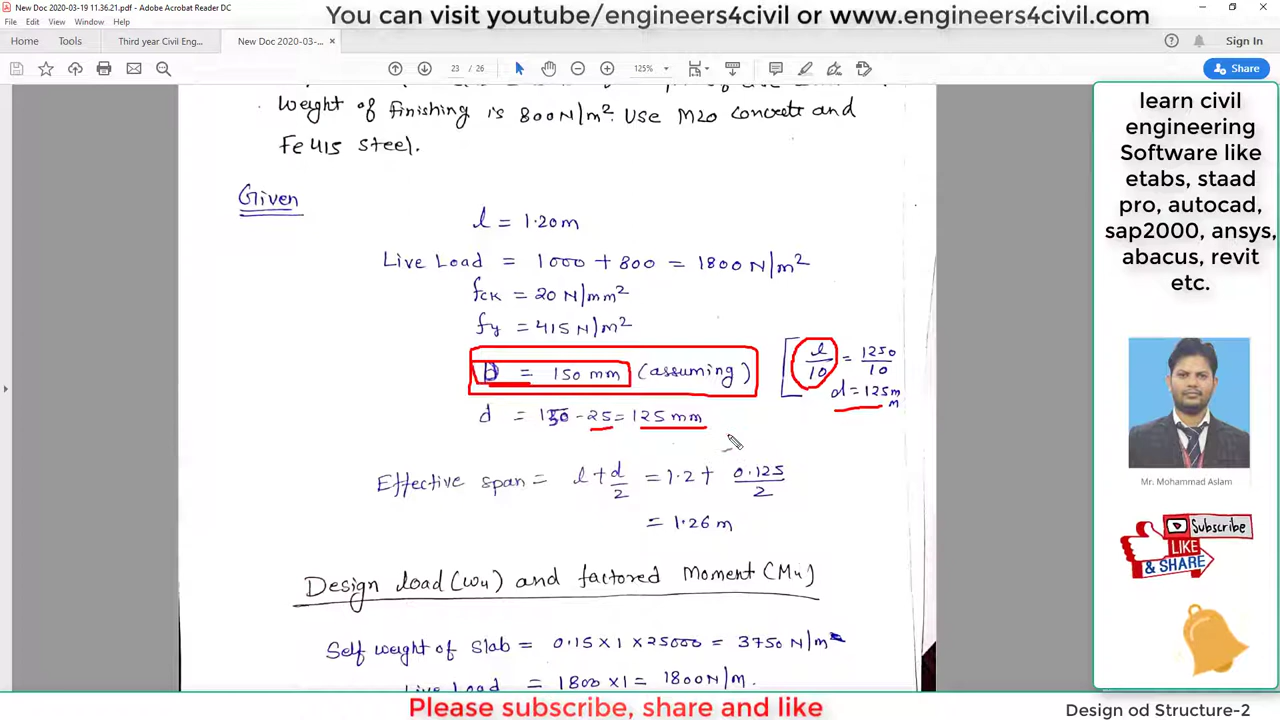 New Doc 2020-03-19 11.36.21.pdf - Adobe Acrobat Reader DC
You can visit youtube/engineers4civil or www.engineers4civil.com
File Edit View Window Help
Home Tools Third year Civil Eng... New Doc 2020-03-... × Sign In
23 / 26 125% Share
weight of finishing is 800 N/m². Use M20 concrete and
Fe 415 steel.
Given
l = 1.20m
Live Load = 1000 + 800 = 1800 N/m²
fck = 20 N/mm²
fy = 415 N/m²
D = 150 mm (assuming)
l/10 = 1250/10
d = 125mm
d = 150 - 25 = 125 mm
Effective span = l + d/2 = 1.2 + 0.125/2
= 1.26 m
Design load (wu) and factored Moment (Mu)
Self weight of slab = 0.15 × 1 × 25000 = 3750 N/m
Live Load = 1800 × 1 = 1800 N/m.
learn civil
engineering
Software like
etabs, staad
pro, autocad,
sap2000, ansys,
abacus, revit
etc.
Mr. Mohammad Aslam
Subscribe
LIKE
& SHARE
Please subscribe, share and like
Design od Structure-2